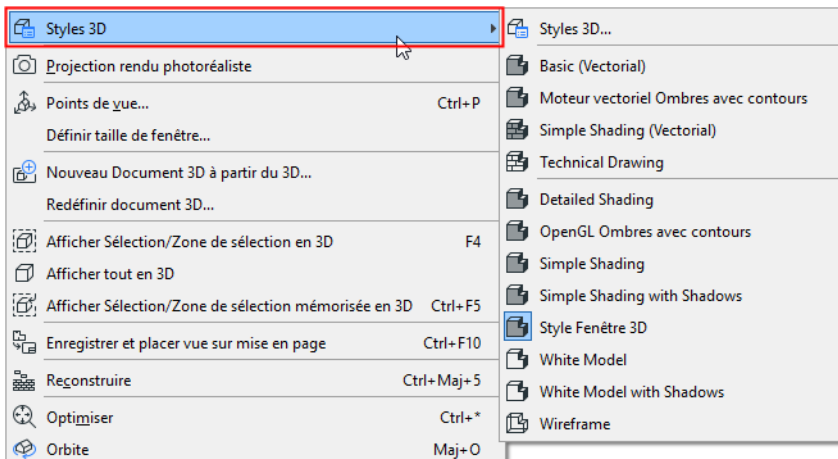 Styles 3D
Projection rendu photoréaliste
Points de vue... Ctrl+P
Définir taille de fenêtre...
Nouveau Document 3D à partir du 3D...
Redéfinir document 3D...
Afficher Sélection/Zone de sélection en 3D F4
Afficher tout en 3D
Afficher Sélection/Zone de sélection mémorisée en 3D Ctrl+F5
Enregistrer et placer vue sur mise en page Ctrl+F10
Reconstruire Ctrl+Maj+5
Optimiser Ctrl+*
Orbite Maj+O
Styles 3D...
Basic (Vectorial)
Moteur vectoriel Ombres avec contours
Simple Shading (Vectorial)
Technical Drawing
Detailed Shading
OpenGL Ombres avec contours
Simple Shading
Simple Shading with Shadows
Style Fenêtre 3D
White Model
White Model with Shadows
Wireframe